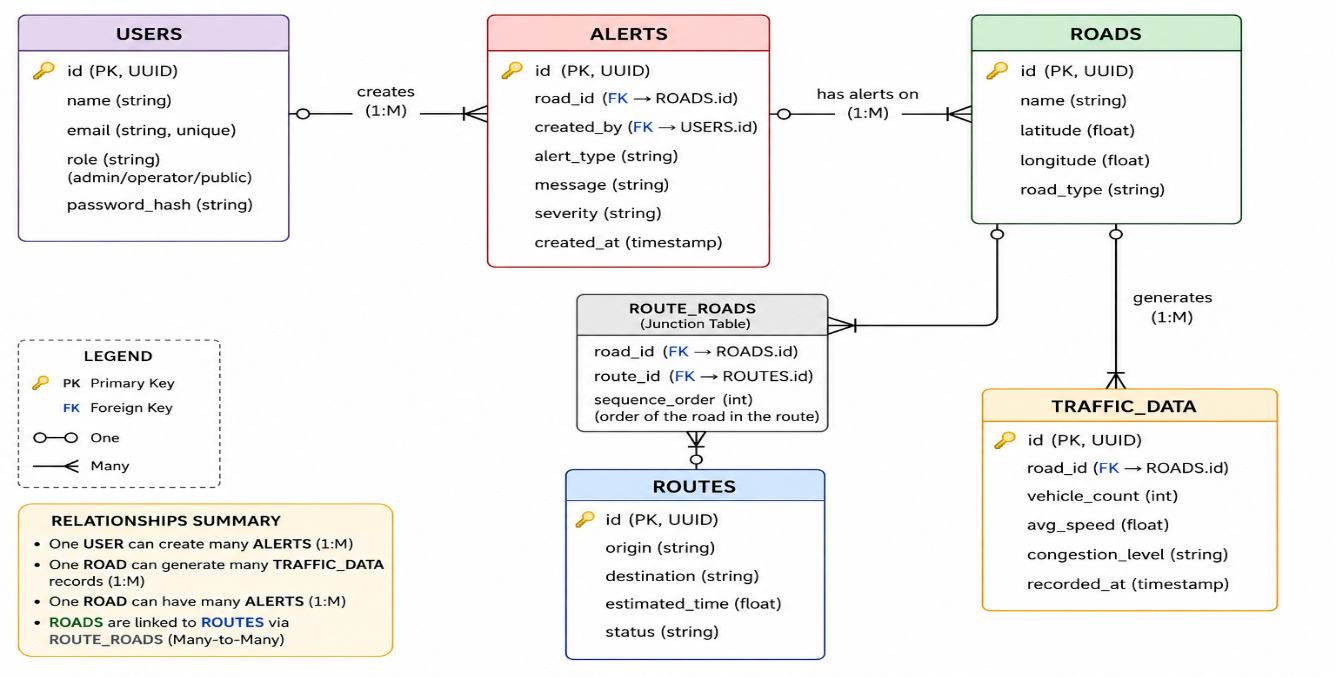 USERS
id (PK, UUID)
name (string)
email (string, unique)
role (string)
(admin/operator/public)
password_hash (string)
creates
(1:M)
ALERTS
id (PK, UUID)
road_id (FK → ROADS.id)
created_by (FK → USERS.id)
alert_type (string)
message (string)
severity (string)
created_at (timestamp)
has alerts on
(1:M)
ROADS
id (PK, UUID)
name (string)
latitude (float)
longitude (float)
road_type (string)
generates
(1:M)
ROUTE_ROADS
(Junction Table)
road_id (FK → ROADS.id)
route_id (FK → ROUTES.id)
sequence_order (int)
(order of the road in the route)
TRAFFIC_DATA
id (PK, UUID)
road_id (FK → ROADS.id)
vehicle_count (int)
avg_speed (float)
congestion_level (string)
recorded_at (timestamp)
ROUTES
id (PK, UUID)
origin (string)
destination (string)
estimated_time (float)
status (string)
LEGEND
PK Primary Key
FK Foreign Key
One
Many
RELATIONSHIPS SUMMARY
• One USER can create many ALERTS (1:M)
• One ROAD can generate many TRAFFIC_DATA
records (1:M)
• One ROAD can have many ALERTS (1:M)
• ROADS are linked to ROUTES via
ROUTE_ROADS (Many-to-Many)